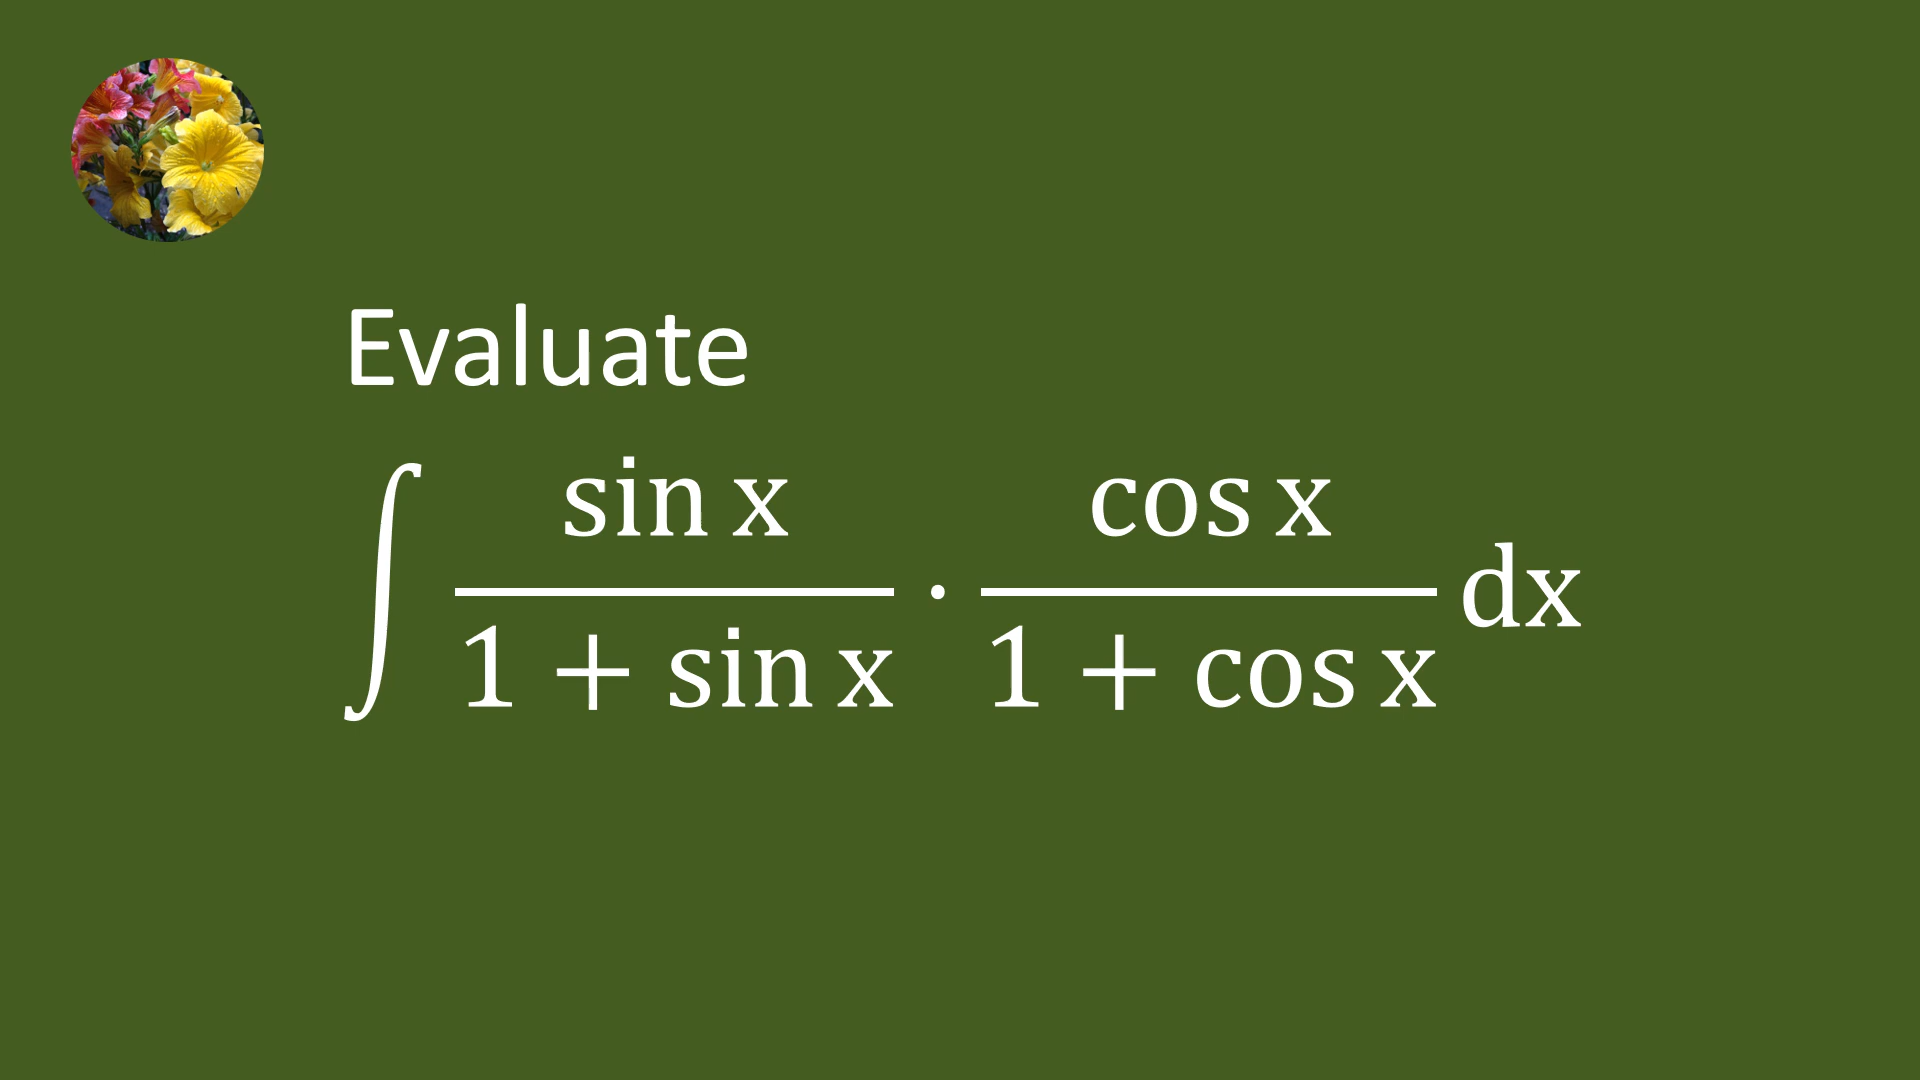 Evaluate
∫ sin x / (1 + sin x) · cos x / (1 + cos x) dx